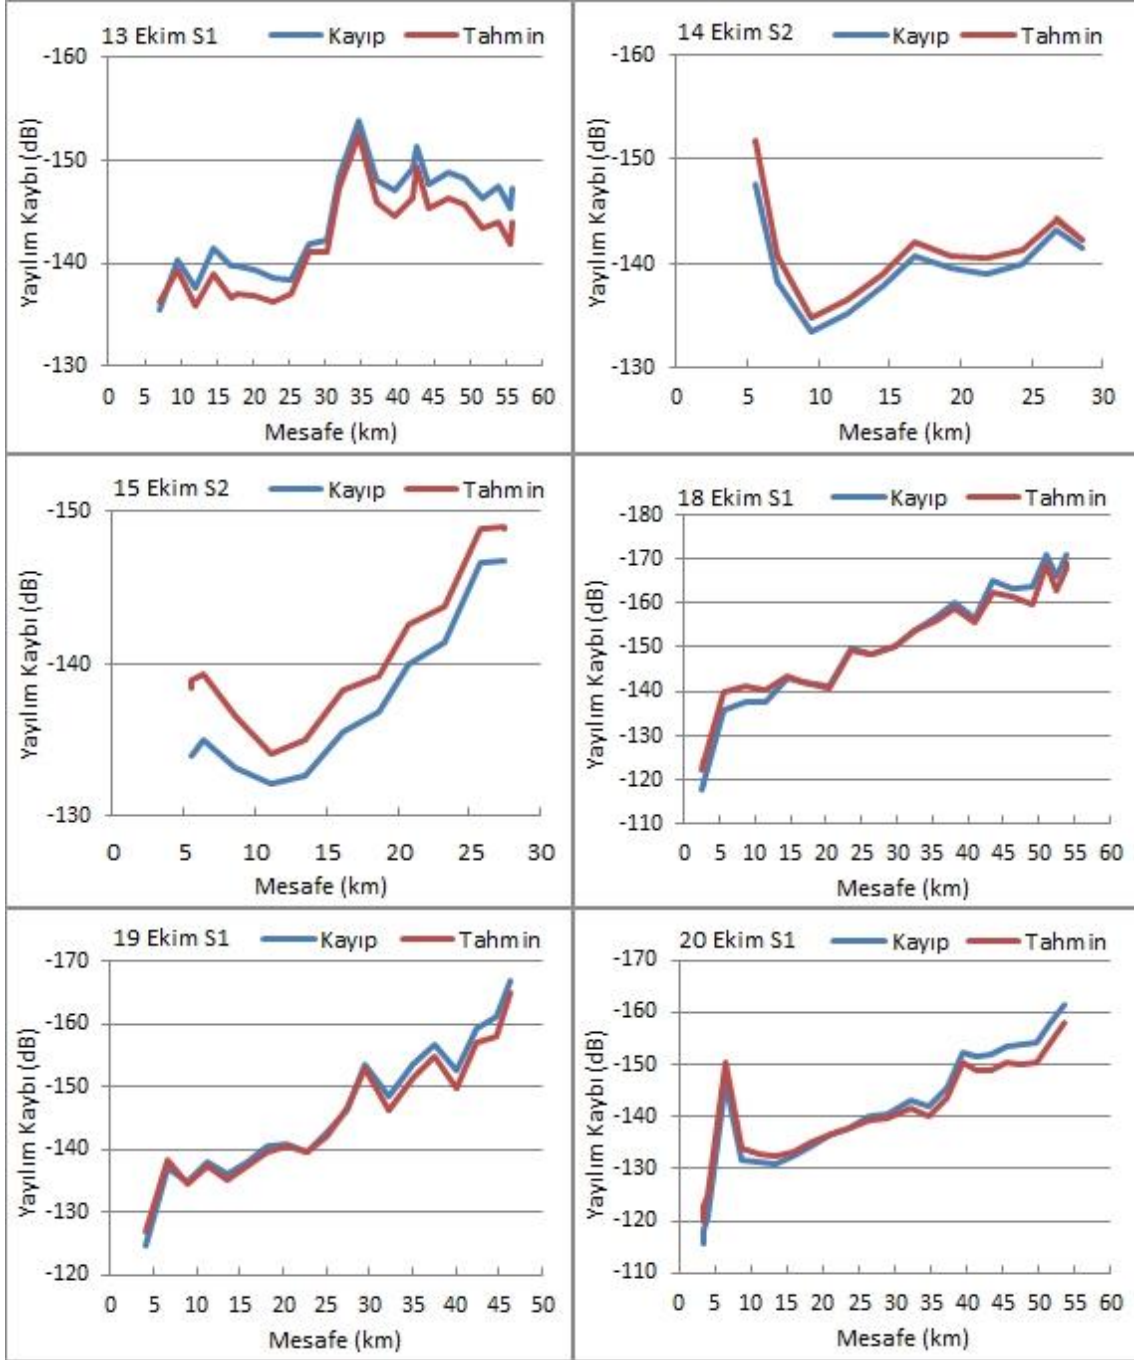 13 Ekim S1 Kayıp Tahmin
-160
-150
-140
-130
Yayılım Kaybı (dB)
0 5 10 15 20 25 30 35 40 45 50 55 60
Mesafe (km)
14 Ekim S2 Kayıp Tahmin
-160
-150
-140
-130
Yayılım Kaybı (dB)
0 5 10 15 20 25 30
Mesafe (km)
15 Ekim S2 Kayıp Tahmin
-150
-140
-130
Yayılım Kaybı (dB)
0 5 10 15 20 25 30
Mesafe (km)
18 Ekim S1 Kayıp Tahmin
-180
-170
-160
-150
-140
-130
-120
-110
Yayılım Kaybı (dB)
0 5 10 15 20 25 30 35 40 45 50 55 60
Mesafe (km)
19 Ekim S1 Kayıp Tahmin
-170
-160
-150
-140
-130
-120
Yayılım Kaybı (dB)
0 5 10 15 20 25 30 35 40 45 50
Mesafe (km)
20 Ekim S1 Kayıp Tahmin
-170
-160
-150
-140
-130
-120
-110
Yayılım Kaybı (dB)
0 5 10 15 20 25 30 35 40 45 50 55 60
Mesafe (km)